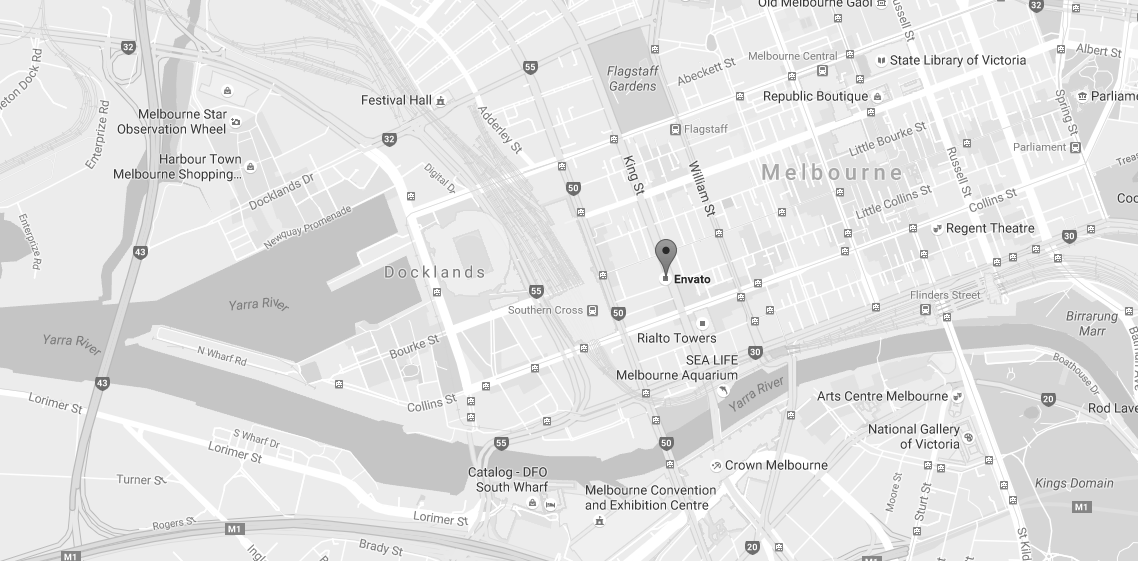 Old Melbourne Gaol
32
Russell St
32
Albert St
55
Flagstaff
Gardens
Abeckett St
Melbourne Central
State Library of Victoria
Enterprize Rd
Melbourne Star
Observation Wheel
Festival Hall
Republic Boutique
Spring St
Adderley St
32
Flagstaff
Little Bourke St
Parliament
Harbour Town
Melbourne Shopping...
Digital Dr
King St
William St
Melbourne
Russell St
Docklands Dr
50
Little Collins St
Collins St
Newquay Promenade
Enterprize Rd
43
Regent Theatre
30
Docklands
Envato
Yarra River
55
Southern Cross
50
Flinders Street
Birrarung
Marr
Yarra River
N Wharf Rd
Bourke St
Rialto Towers
30
SEA LIFE
Melbourne Aquarium
Boathouse Dr
43
Yarra River
Lorimer St
Collins St
Arts Centre Melbourne
20
S Wharf Dr
Lorimer St
55
50
National Gallery
of Victoria
Turner St
Catalog - DFO
South Wharf
Crown Melbourne
Moore St
Kings Domain
Melbourne Convention
and Exhibition Centre
Sturt St
M1
Rogers St
M1
Lorimer St
Brady St
20
M1